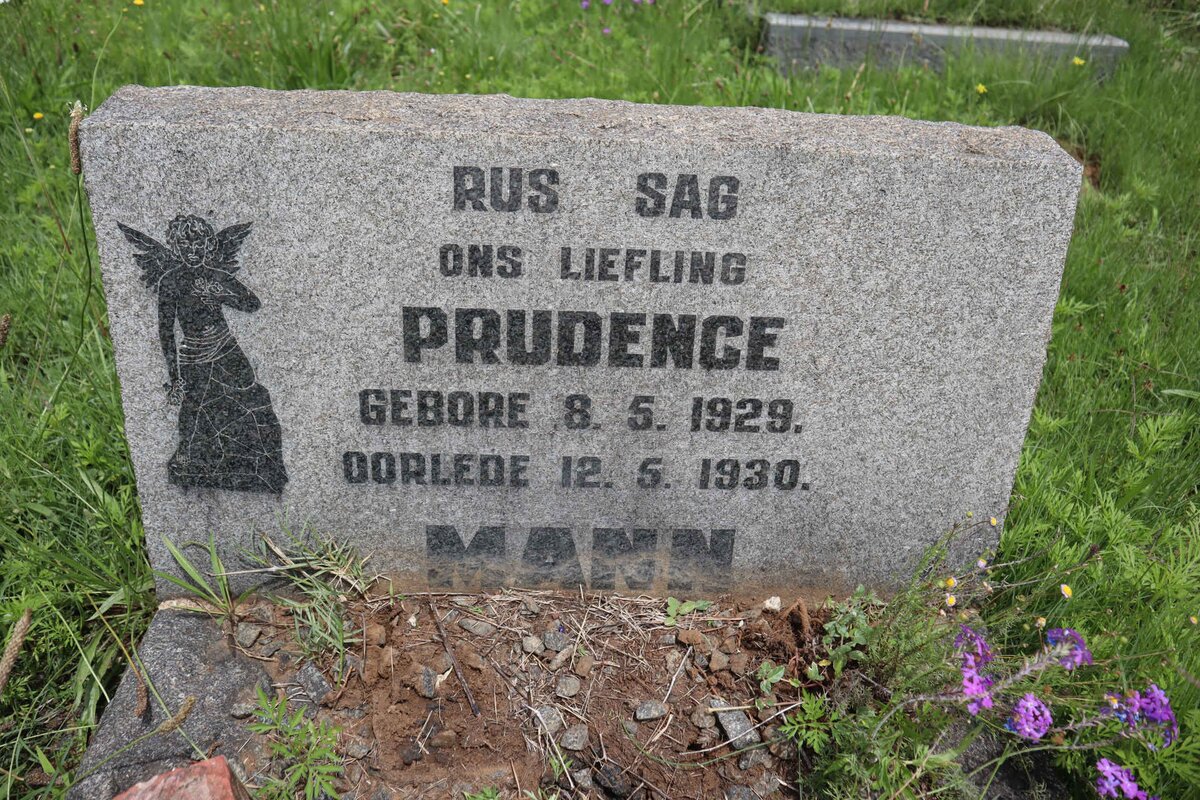 RUS SAG
ONS LIEFLING
PRUDENCE
GEBORE 8. 5. 1929.
OORLEDE 12. 5. 1930.
MANN